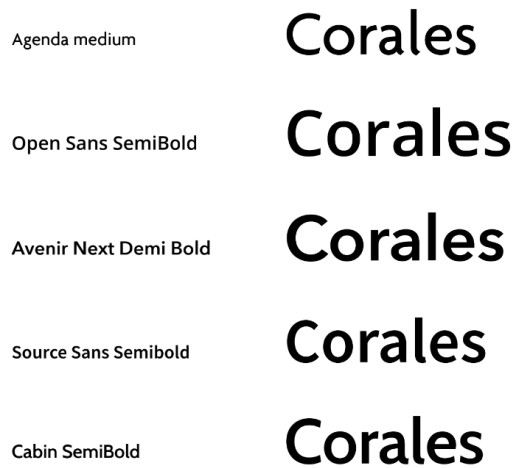 Agenda medium Corales
Open Sans SemiBold Corales
Avenir Next Demi Bold Corales
Source Sans Semibold Corales
Cabin SemiBold Corales